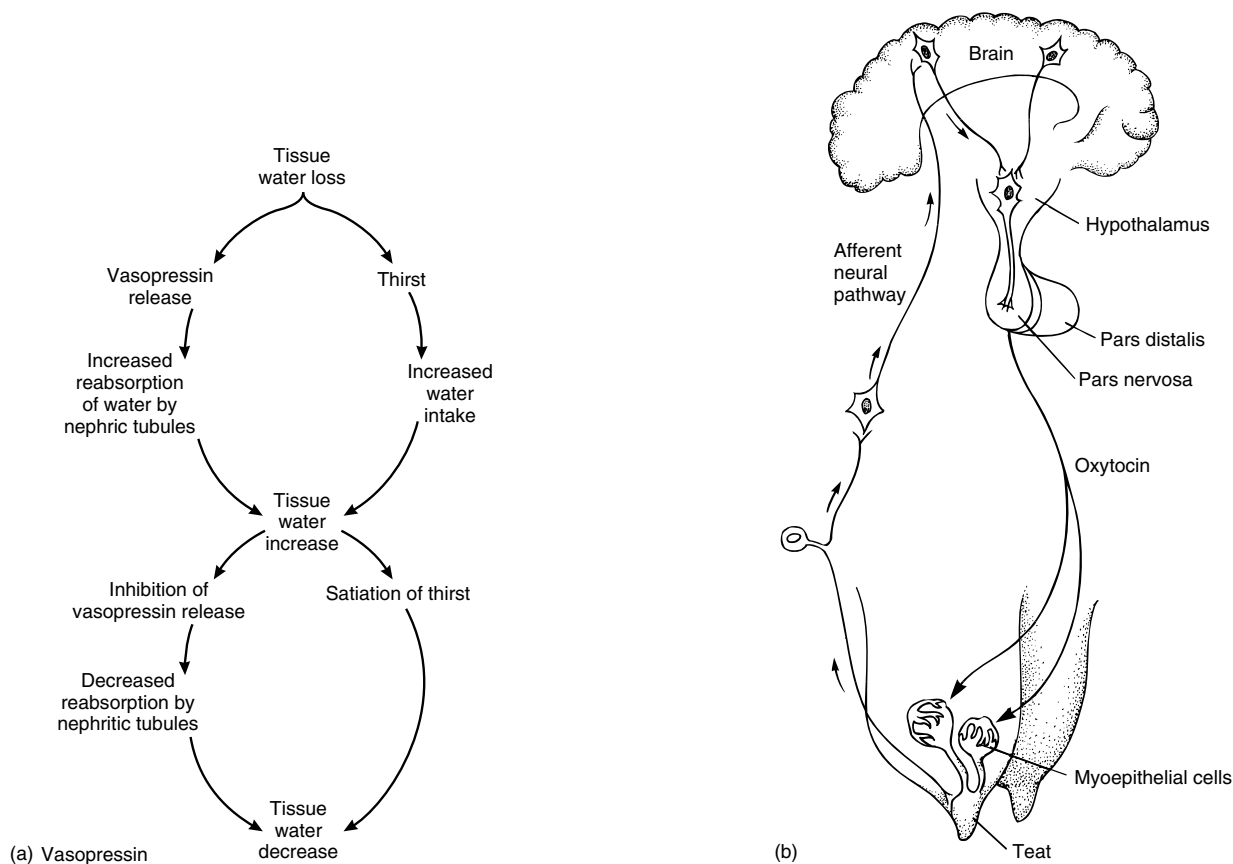 Tissue
water loss
Vasopressin
release
Thirst
Increased
reabsorption
of water by
nephric tubules
Increased
water
intake
Tissue
water
increase
Inhibition of
vasopressin release
Satiation of thirst
Decreased
reabsorption by
nephritic tubules
Tissue
water
decrease
(a) Vasopressin
Brain
Hypothalamus
Afferent
neural
pathway
Pars distalis
Pars nervosa
Oxytocin
Myoepithelial cells
Teat
(b)